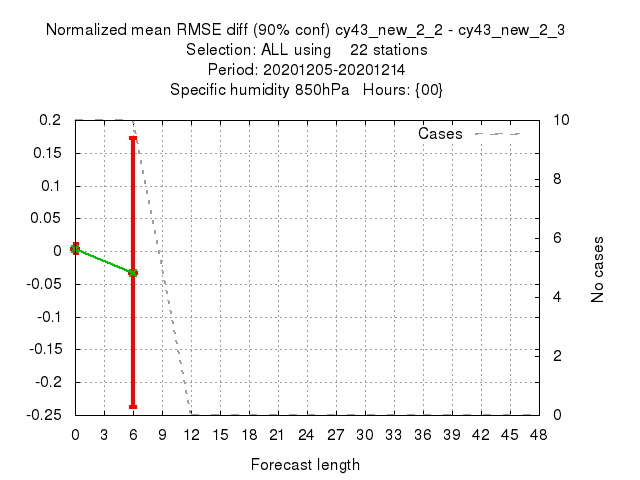 Normalized mean RMSE diff (90% conf) cy43_new_2_2 - cy43_new_2_3
Selection: ALL using    22 stations
Period: 20201205-20201214
Specific humidity 850hPa   Hours: {00}
Cases
0.2
0.15
0.1
0.05
0
-0.05
-0.1
-0.15
-0.2
-0.25
10
8
6
4
2
0
No cases
0 3 6 9 12 15 18 21 24 27 30 33 36 39 42 45 48
Forecast length